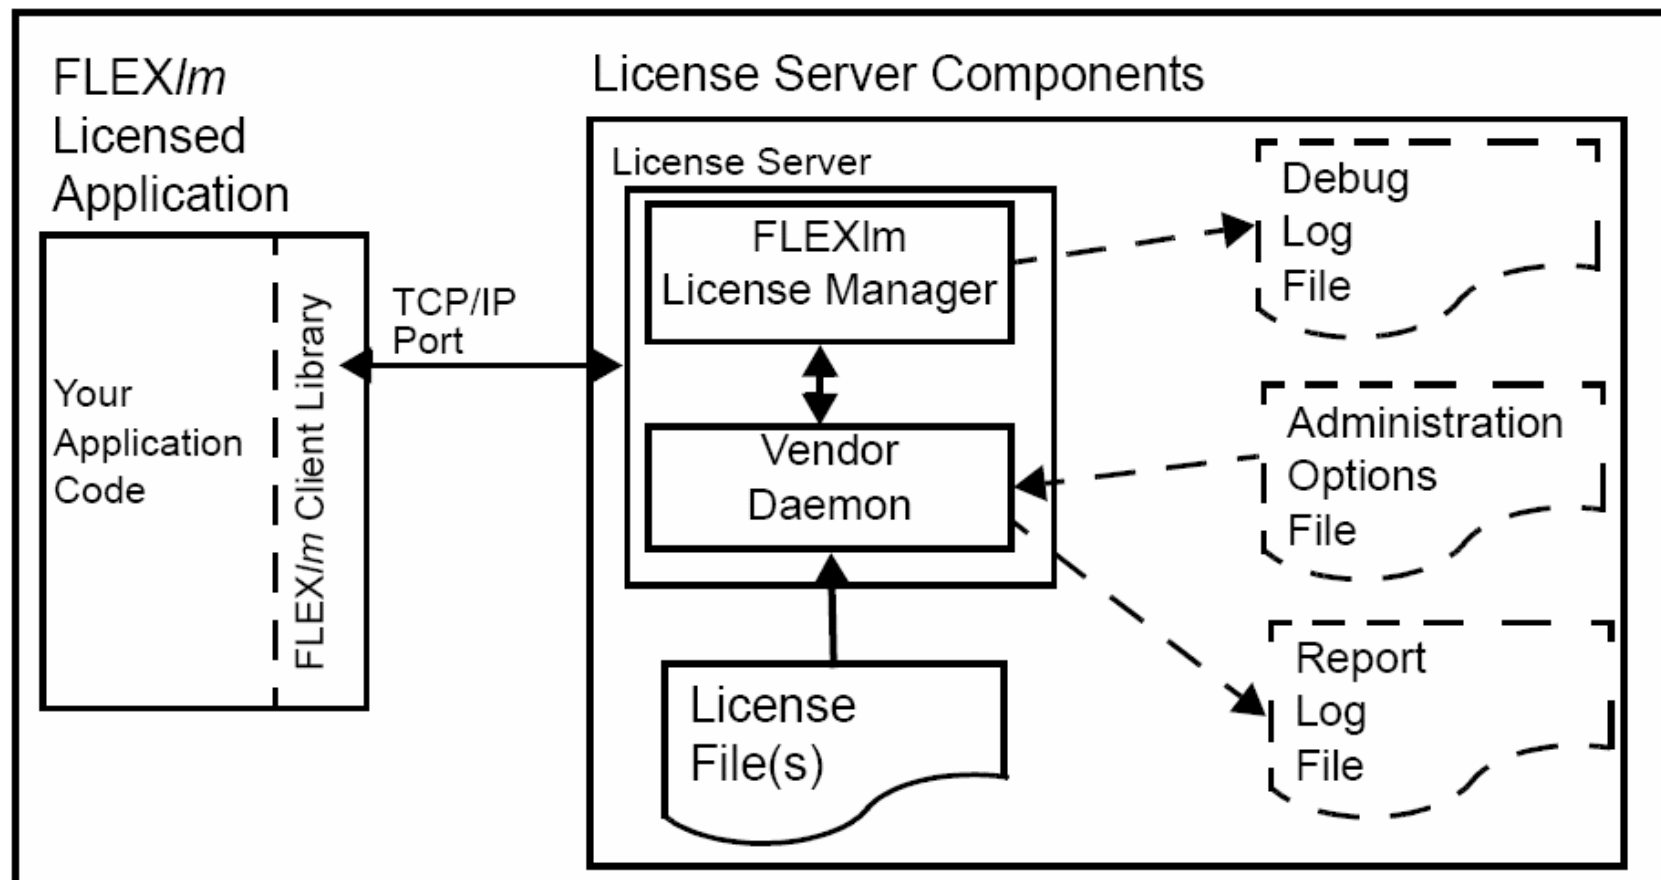 FLEXlm
Licensed
Application
Your
Application
Code
FLEXlm Client Library
TCP/IP
Port
License Server Components
License Server
FLEXlm
License Manager
Vendor
Daemon
License
File(s)
Debug
Log
File
Administration
Options
File
Report
Log
File